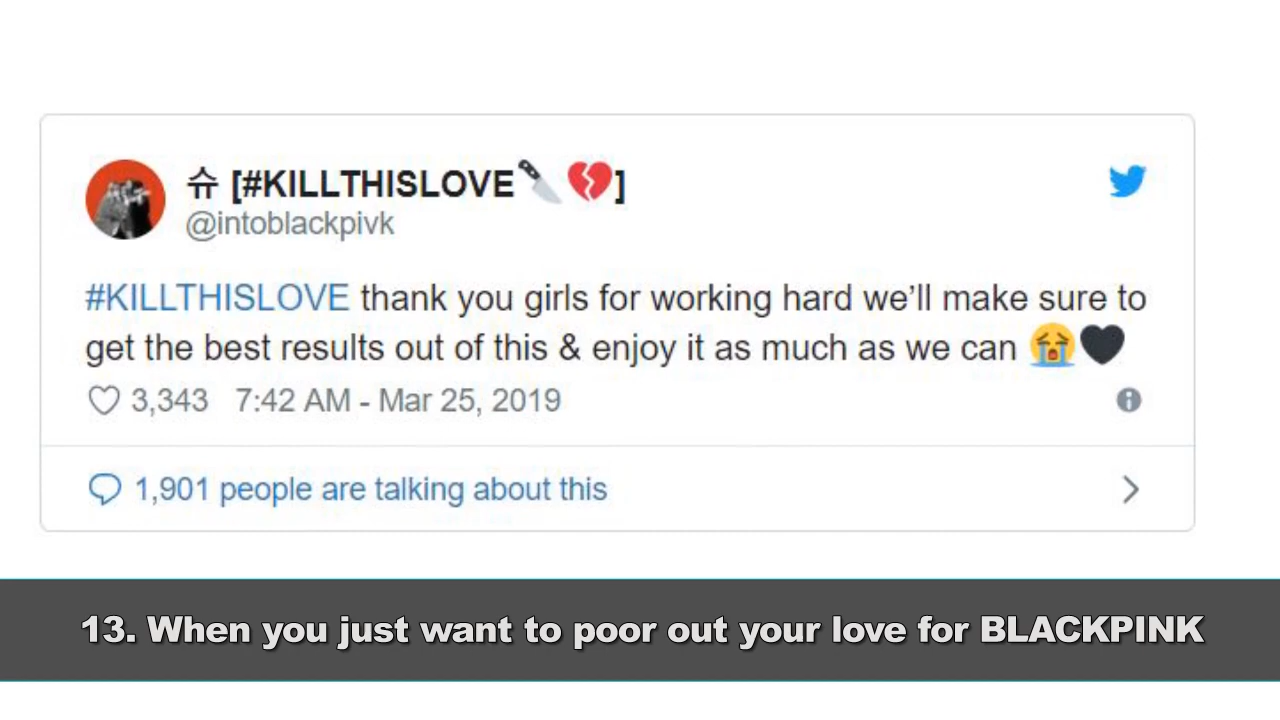 슈 [#KILLTHISLOVE🔪💔]
@intoblackpivk
#KILLTHISLOVE thank you girls for working hard we’ll make sure to
get the best results out of this & enjoy it as much as we can 😭🖤
3,343 7:42 AM - Mar 25, 2019
1,901 people are talking about this
13. When you just want to poor out your love for BLACKPINK